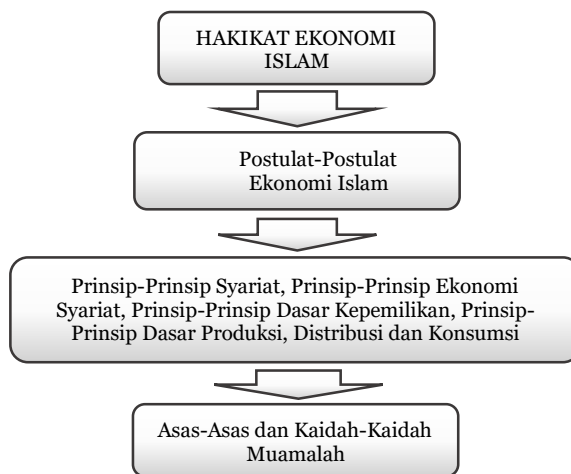 HAKIKAT EKONOMI
ISLAM
Postulat-Postulat
Ekonomi Islam
Prinsip-Prinsip Syariat, Prinsip-Prinsip Ekonomi
Syariat, Prinsip-Prinsip Dasar Kepemilikan, Prinsip-
Prinsip Dasar Produksi, Distribusi dan Konsumsi
Asas-Asas dan Kaidah-Kaidah
Muamalah